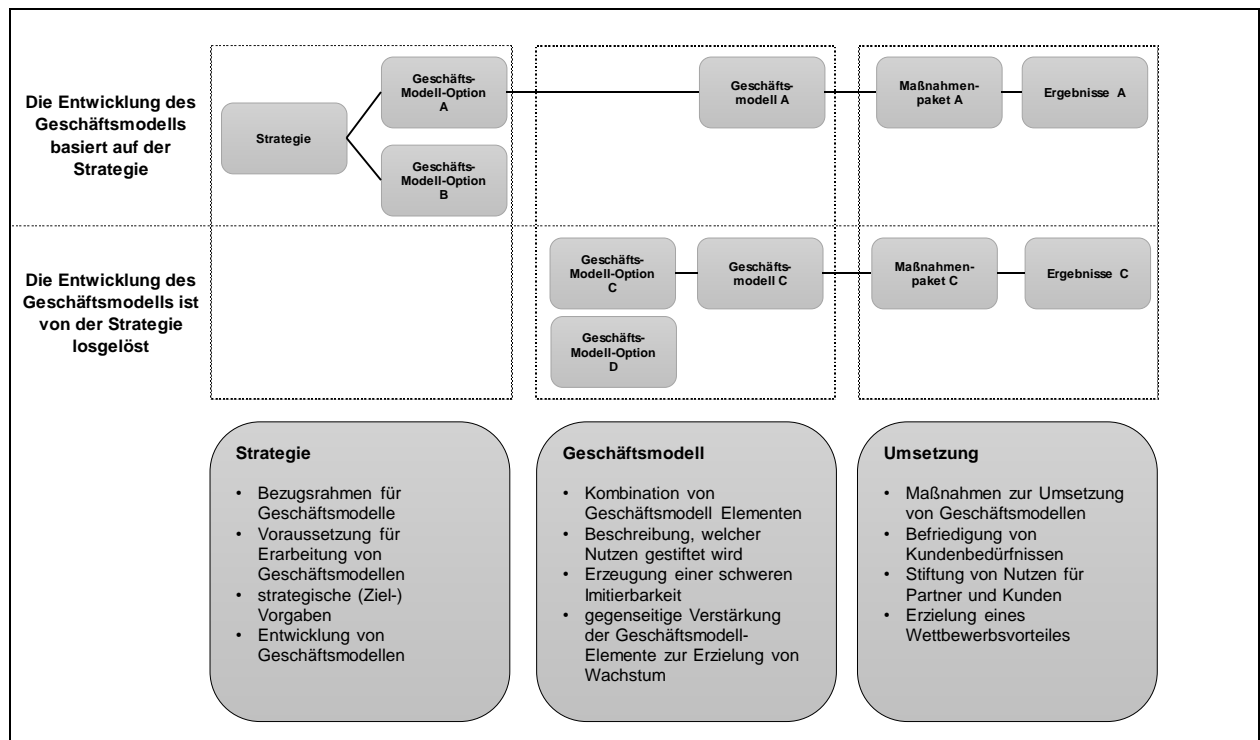 Die Entwicklung des
Geschäftsmodells
basiert auf der
Strategie
Strategie
Geschäfts-
Modell-Option
A
Geschäfts-
Modell-Option
B
Geschäfts-
modell A
Maßnahmen-
paket A
Ergebnisse A
Die Entwicklung des
Geschäftsmodells ist
von der Strategie
losgelöst
Geschäfts-
Modell-Option
C
Geschäfts-
Modell-Option
D
Geschäfts-
modell C
Maßnahmen-
paket C
Ergebnisse C
Strategie
• Bezugsrahmen für
Geschäftsmodelle
• Voraussetzung für
Erarbeitung von
Geschäftsmodellen
• strategische (Ziel-)
Vorgaben
• Entwicklung von
Geschäftsmodellen
Geschäftsmodell
• Kombination von
Geschäftsmodell Elementen
• Beschreibung, welcher
Nutzen gestiftet wird
• Erzeugung einer schweren
Imitierbarkeit
• gegenseitige Verstärkung
der Geschäftsmodell-
Elemente zur Erzielung von
Wachstum
Umsetzung
• Maßnahmen zur Umsetzung
von Geschäftsmodellen
• Befriedigung von
Kundenbedürfnissen
• Stiftung von Nutzen für
Partner und Kunden
• Erzielung eines
Wettbewerbsvorteiles